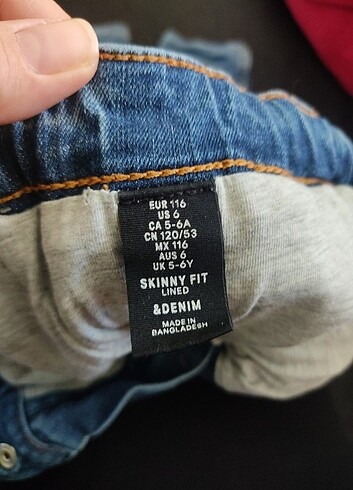 EUR 116
US 6
CA 5-6A
CN 120/53
MX 116
AUS 6
UK 5-6Y
SKINNY FIT
LINED
&DENIM
MADE IN
BANGLADESH